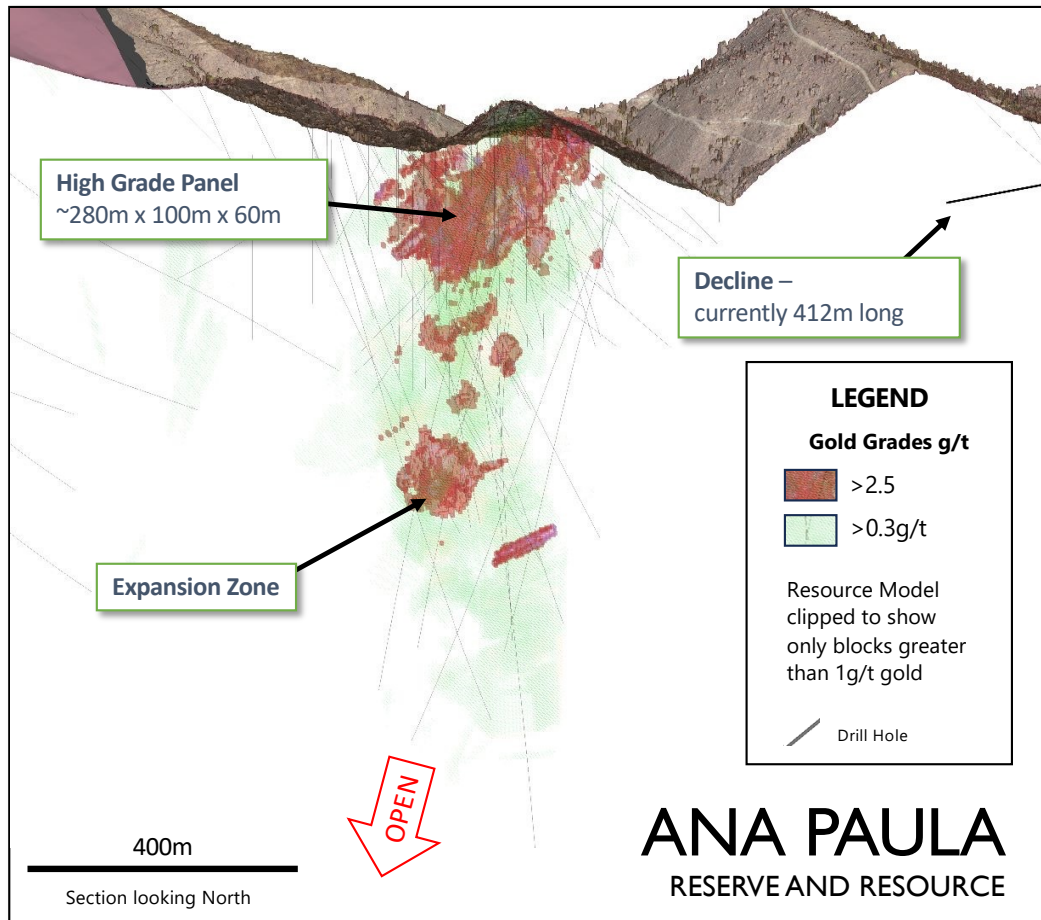 High Grade Panel
~280m x 100m x 60m
Decline –
currently 412m long
LEGEND
Gold Grades g/t
>2.5
>0.3g/t
Resource Model
clipped to show
only blocks greater
than 1g/t gold
Drill Hole
Expansion Zone
OPEN
400m
Section looking North
ANA PAULA
RESERVE AND RESOURCE